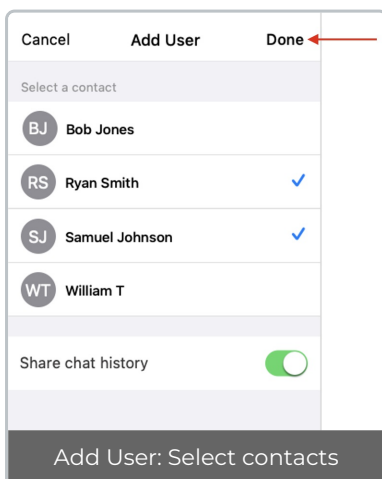 Cancel Add User Done
Select a contact
BJ Bob Jones
RS Ryan Smith
SJ Samuel Johnson
WT William T
Share chat history
Add User: Select contacts